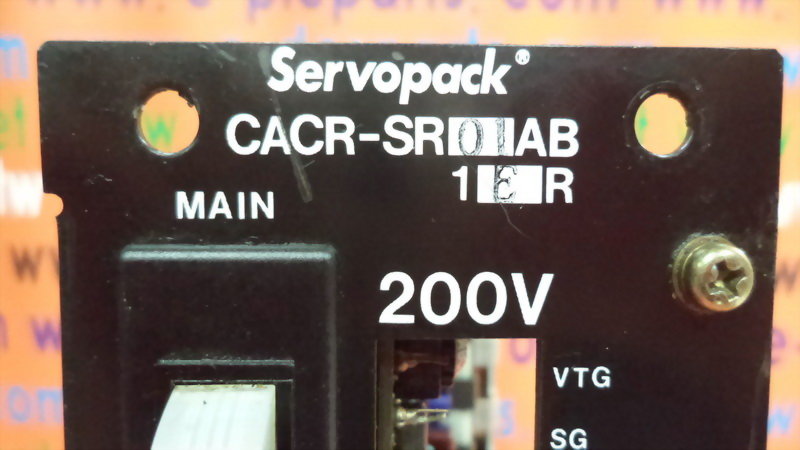 Servopack®
CACR-SR01AB
1ER
MAIN
200V
VTG
SG